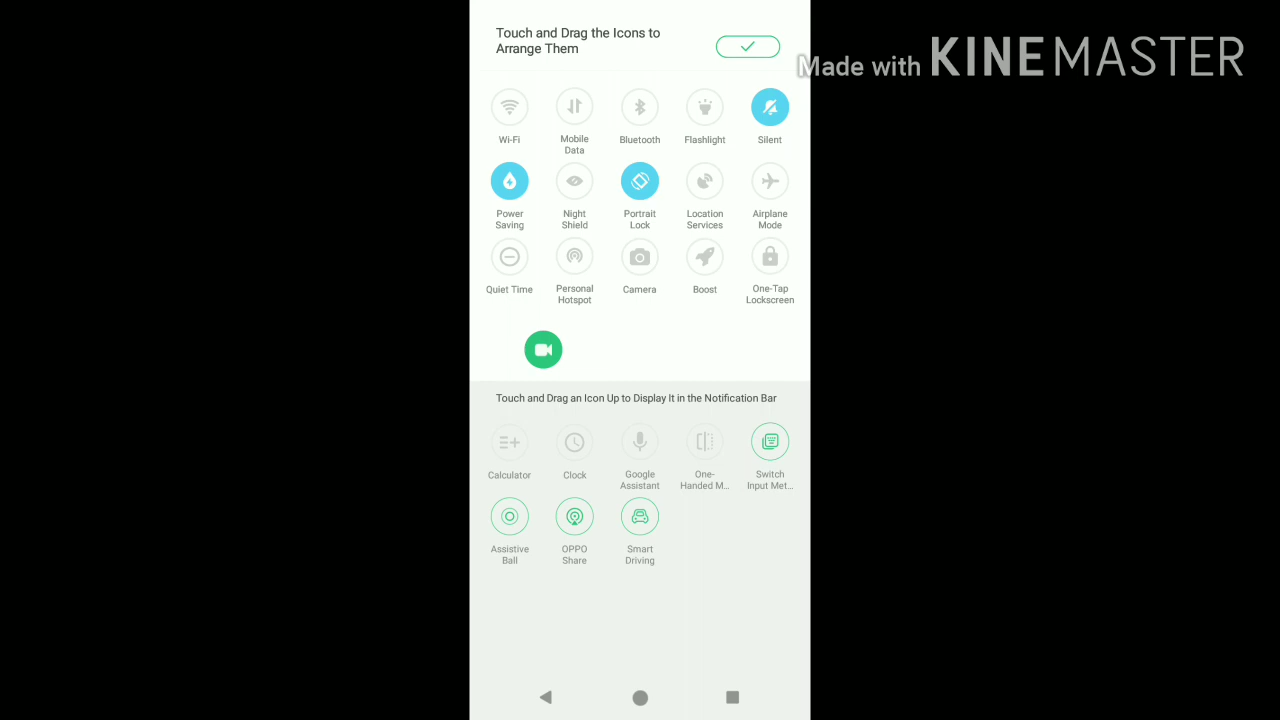 Touch and Drag the Icons to
Arrange Them
Made with KINEMASTER
Wi-Fi
Mobile
Data
Bluetooth
Flashlight
Silent
Power
Saving
Night
Shield
Portrait
Lock
Location
Services
Airplane
Mode
Quiet Time
Personal
Hotspot
Camera
Boost
One-Tap
Lockscreen
Touch and Drag an Icon Up to Display It in the Notification Bar
Calculator
Clock
Google
Assistant
One-
Handed M...
Switch
Input Met...
Assistive
Ball
OPPO
Share
Smart
Driving